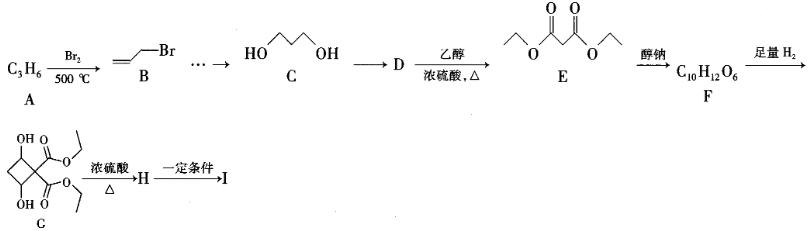 C₃H₆ Br₂ 500 ℃ Br … HO OH D 乙醇 浓硫酸,△ O O O O 醇钠 C₁₀H₁₂O₆ 足量 H₂
A B C E F
OH O O O O OH 浓硫酸 △ H 一定条件 I
G